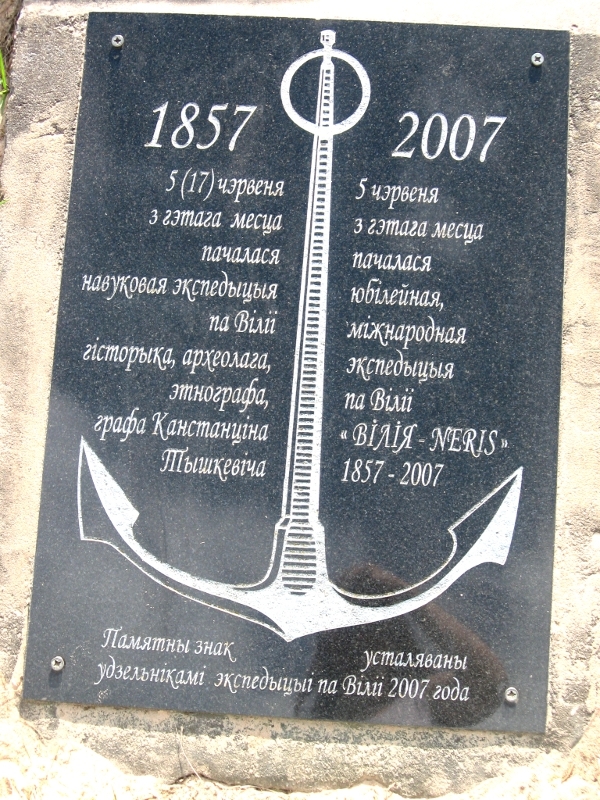 1857
5 (17) чэрвеня
з гэтага месца
пачалася
навуковая экспедыцыя
па Віліі
гісторыка, археолага,
этнографа,
графа Канстанціна
Тышкевіча
2007
5 чэрвеня
з гэтага месца
пачалася
юбілейная,
міжнародная
экспедыцыя
па Віліі
« ВІЛІЯ - NERIS »
1857 - 2007
Памятны знак усталяваны
удзельнікамі экспедыцыі па Віліі 2007 года